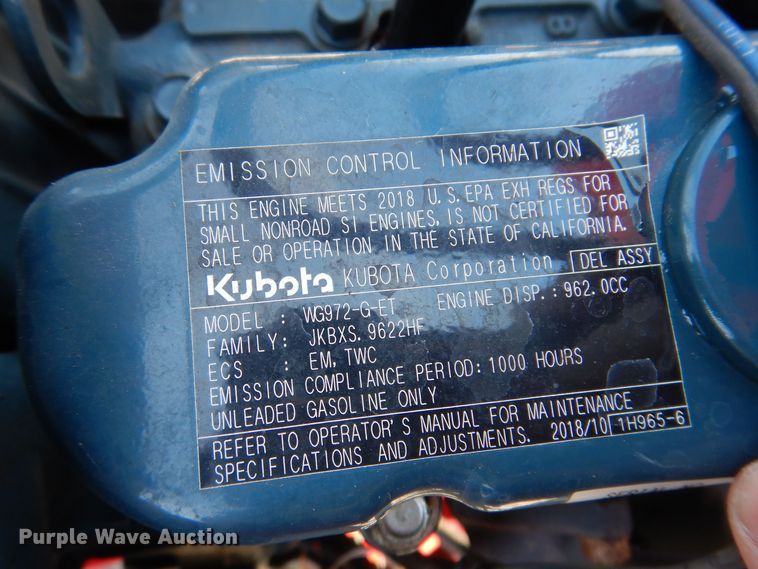 EMISSION CONTROL INFORMATION
THIS ENGINE MEETS 2018 U.S.EPA EXH REGS FOR
SMALL NONROAD SI ENGINES, IS NOT CERTIFIED FOR
SALE OR OPERATION IN THE STATE OF CALIFORNIA.
Kubota KUBOTA Corporation DEL ASSY
MODEL : WG972-G-ET ENGINE DISP.: 962.0CC
FAMILY: JKBXS.9622HF
ECS : EM, TWC
EMISSION COMPLIANCE PERIOD: 1000 HOURS
UNLEADED GASOLINE ONLY
REFER TO OPERATOR'S MANUAL FOR MAINTENANCE
SPECIFICATIONS AND ADJUSTMENTS. 2018/10 1H965-6
Purple Wave Auction